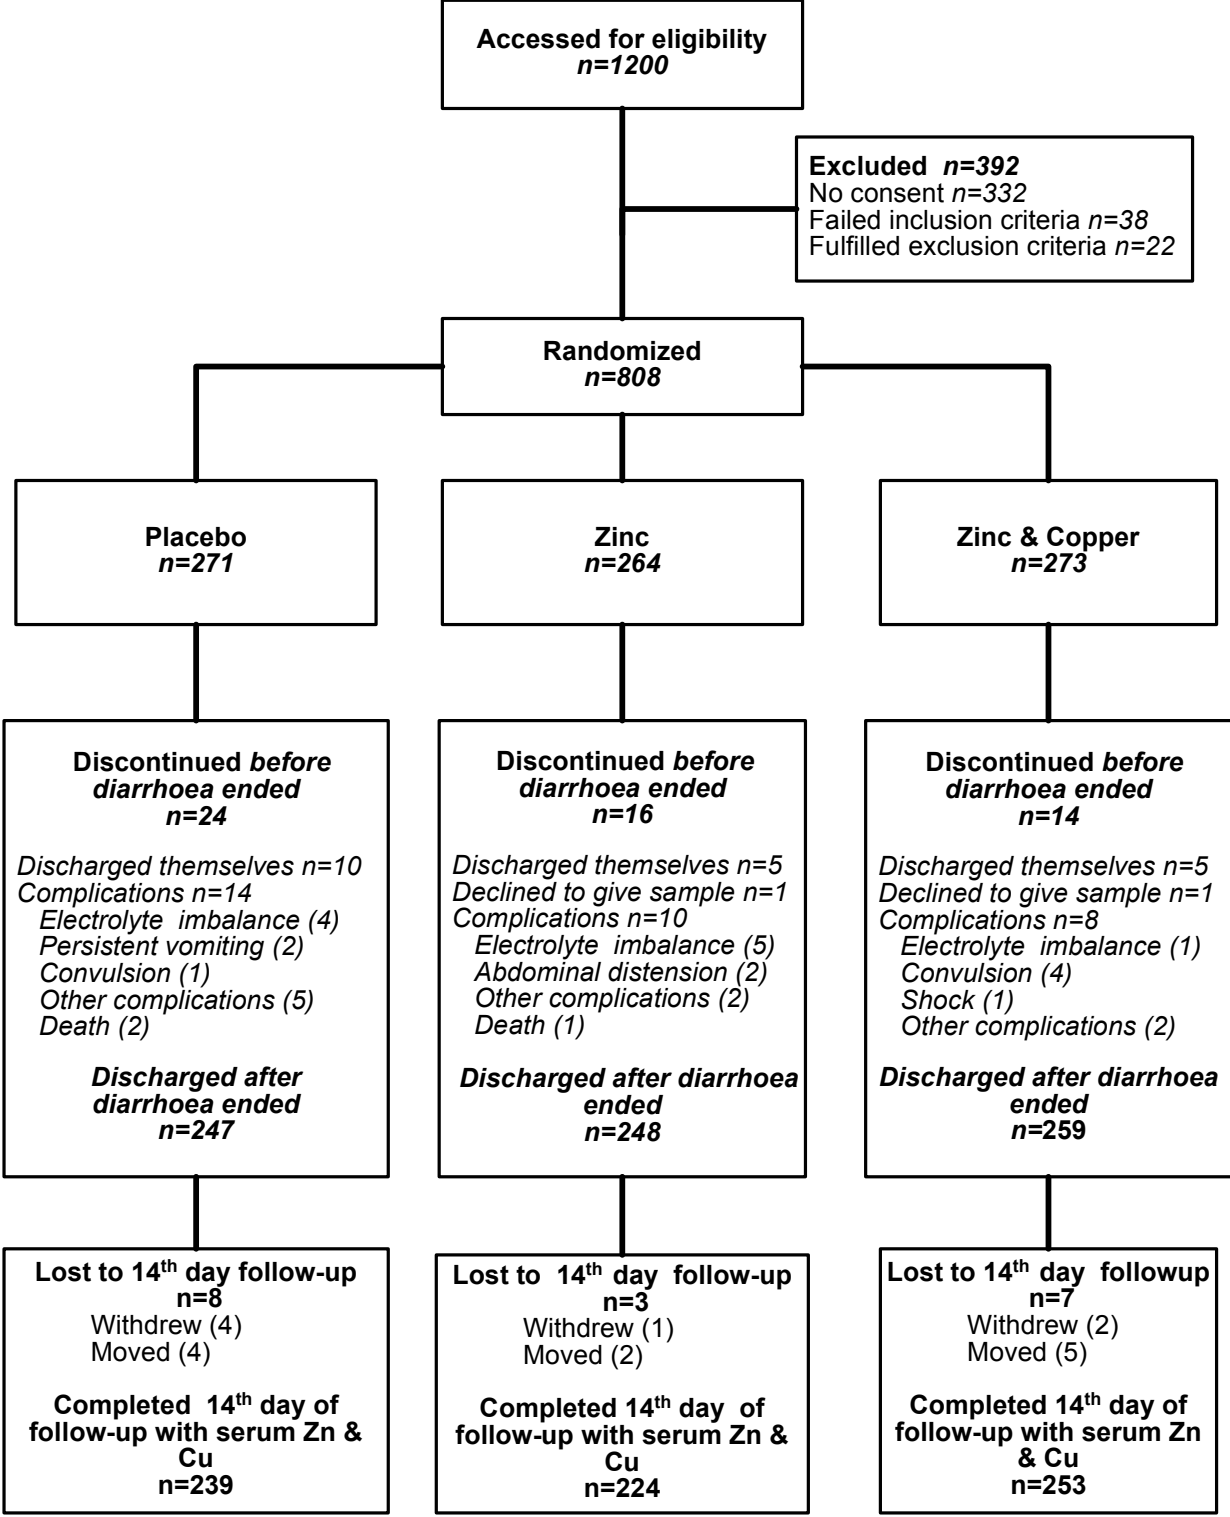 Accessed for eligibility
n=1200
Excluded n=392
No consent n=332
Failed inclusion criteria n=38
Fulfilled exclusion criteria n=22
Randomized
n=808
Placebo
n=271
Zinc
n=264
Zinc & Copper
n=273
Discontinued before
diarrhoea ended
n=24
Discharged themselves n=10
Complications n=14
Electrolyte imbalance (4)
Persistent vomiting (2)
Convulsion (1)
Other complications (5)
Death (2)
Discharged after
diarrhoea ended
n=247
Discontinued before
diarrhoea ended
n=16
Discharged themselves n=5
Declined to give sample n=1
Complications n=10
Electrolyte imbalance (5)
Abdominal distension (2)
Other complications (2)
Death (1)
Discharged after diarrhoea
ended
n=248
Discontinued before
diarrhoea ended
n=14
Discharged themselves n=5
Declined to give sample n=1
Complications n=8
Electrolyte imbalance (1)
Convulsion (4)
Shock (1)
Other complications (2)
Discharged after diarrhoea
ended
n=259
Lost to 14th day follow-up
n=8
Withdrew (4)
Moved (4)
Completed 14th day of
follow-up with serum Zn &
Cu
n=239
Lost to 14th day follow-up
n=3
Withdrew (1)
Moved (2)
Completed 14th day of
follow-up with serum Zn &
Cu
n=224
Lost to 14th day followup
n=7
Withdrew (2)
Moved (5)
Completed 14th day of
follow-up with serum Zn
& Cu
n=253